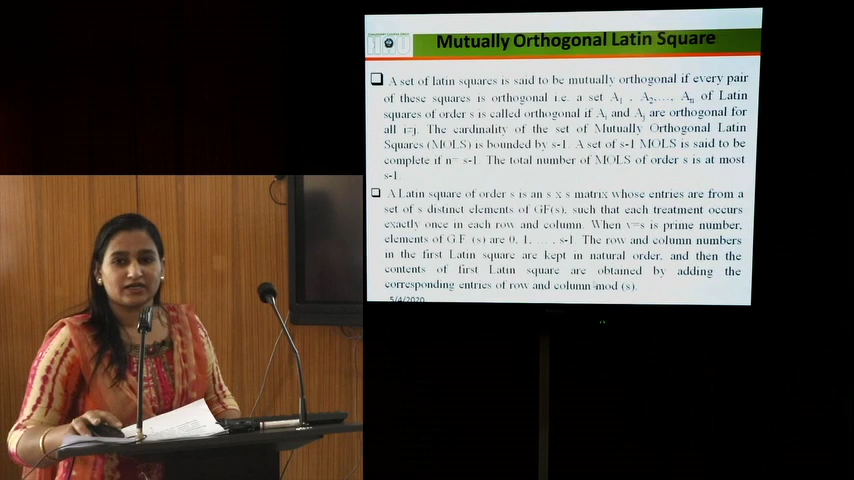 HAU
Mutually Orthogonal Latin Square
A set of latin squares is said to be mutually orthogonal if every pair
of these squares is orthogonal i.e. a set A₁ , A₂,…., Aₙ of Latin
squares of order s is called orthogonal if Aᵢ and Aⱼ are orthogonal for
all i=j. The cardinality of the set of Mutually Orthogonal Latin
Squares (MOLS) is bounded by s-1. A set of s-1 MOLS is said to be
complete if n= s-1. The total number of MOLS of order s is at most
s-1.
A Latin square of order s is an s x s matrix whose entries are from a
set of s distinct elements of GF(s), such that each treatment occurs
exactly once in each row and column. When v=s is prime number,
elements of G.F. (s) are 0, 1, . . . , s-1. The row and column numbers
in the first Latin square are kept in natural order, and then the
contents of first Latin square are obtained by adding the
corresponding entries of row and column mod (s).
5/4/2020